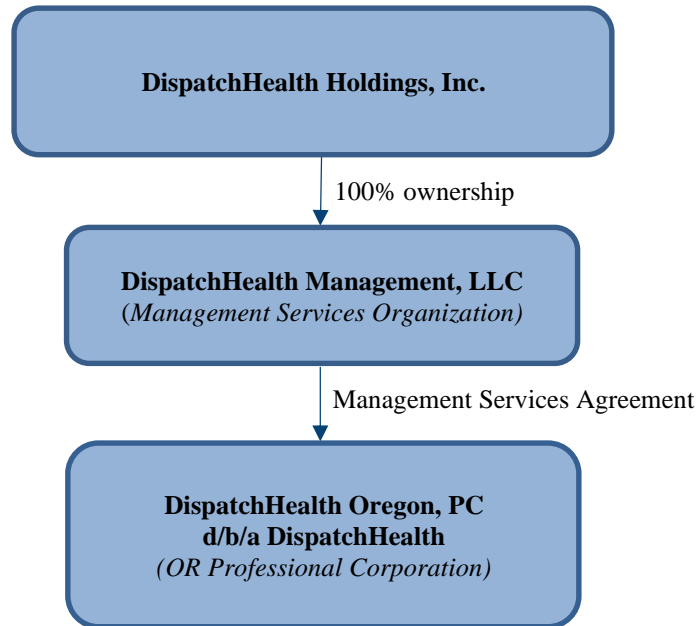 DispatchHealth Holdings, Inc.
100% ownership
DispatchHealth Management, LLC
(Management Services Organization)
Management Services Agreement
DispatchHealth Oregon, PC
d/b/a DispatchHealth
(OR Professional Corporation)